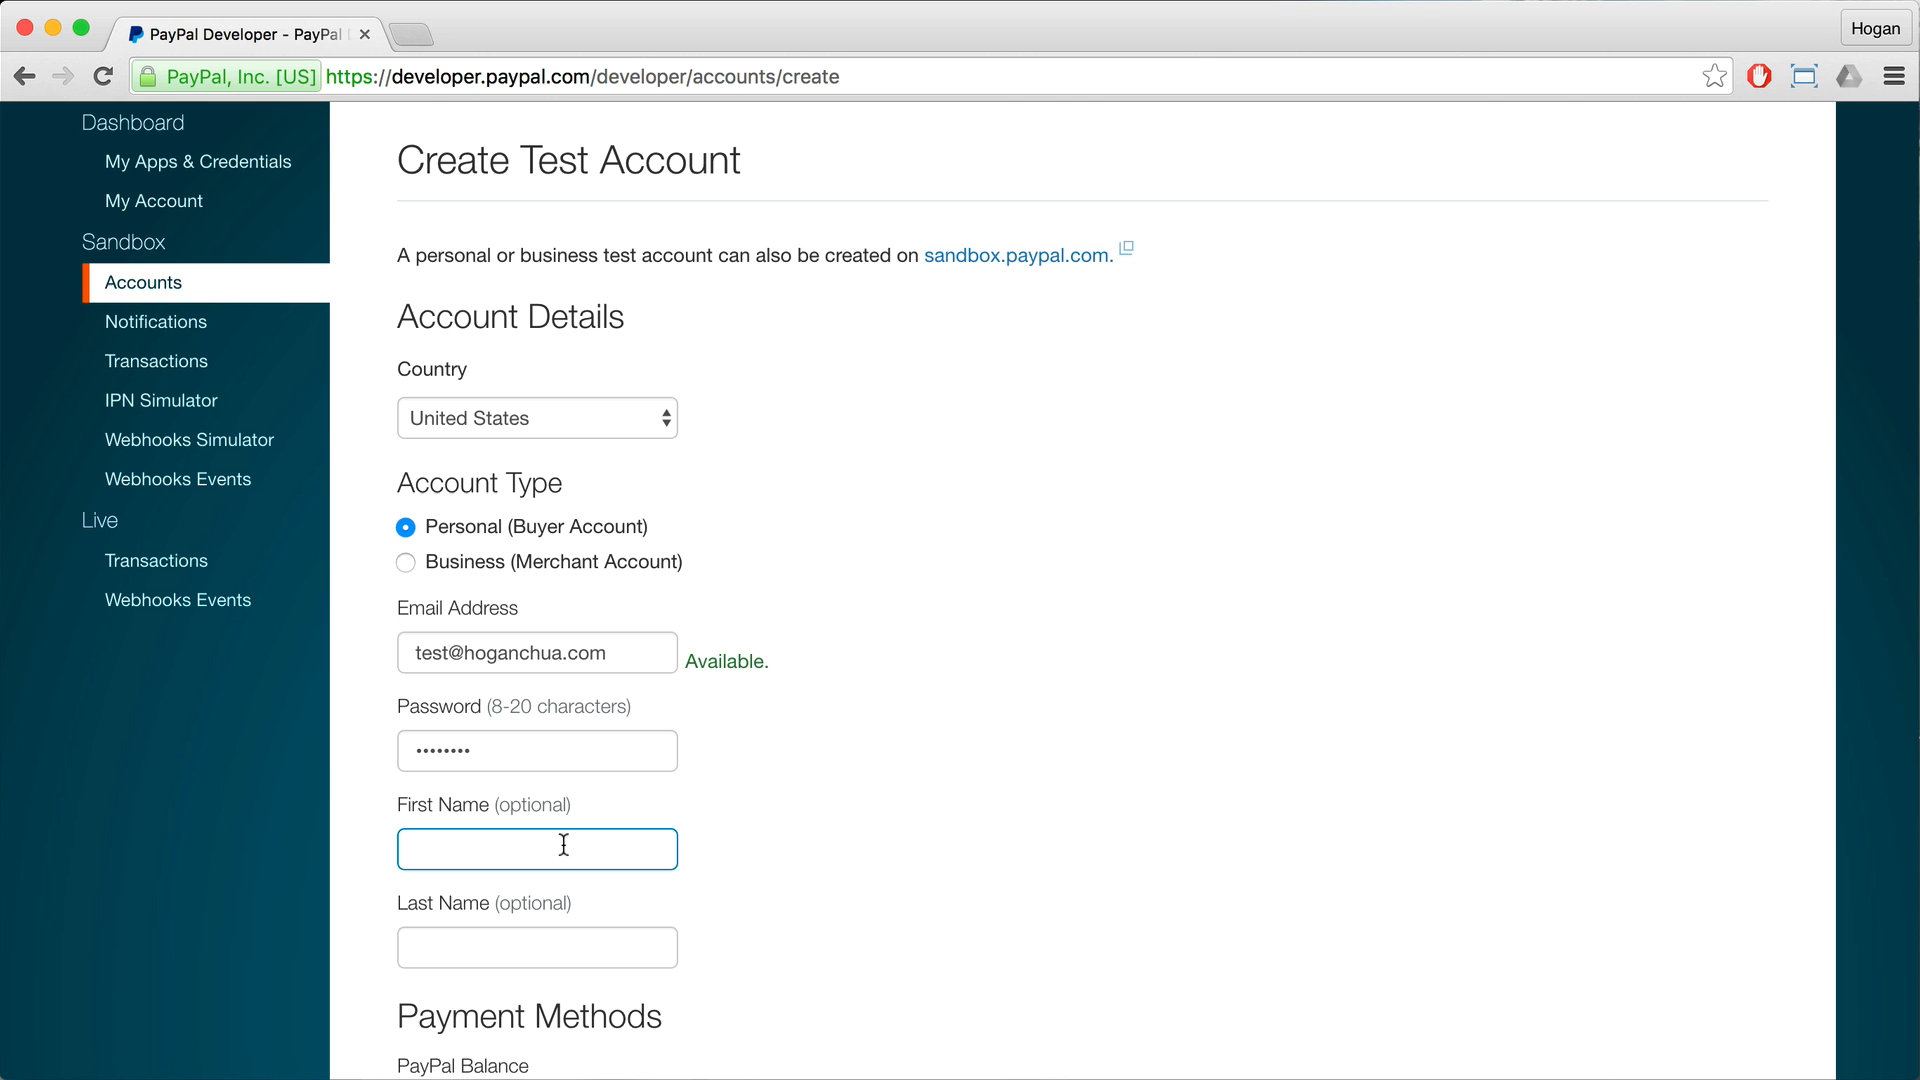 PayPal Developer - PayPal
Hogan
PayPal, Inc. [US]
https://developer.paypal.com/developer/accounts/create
Dashboard
My Apps & Credentials
My Account
Sandbox
Accounts
Notifications
Transactions
IPN Simulator
Webhooks Simulator
Webhooks Events
Live
Transactions
Webhooks Events
Create Test Account
A personal or business test account can also be created on sandbox.paypal.com.
Account Details
Country
United States
Account Type
Personal (Buyer Account)
Business (Merchant Account)
Email Address
test@hoganchua.com
Available.
Password (8-20 characters)
••••••••
First Name (optional)
Last Name (optional)
Payment Methods
PayPal Balance